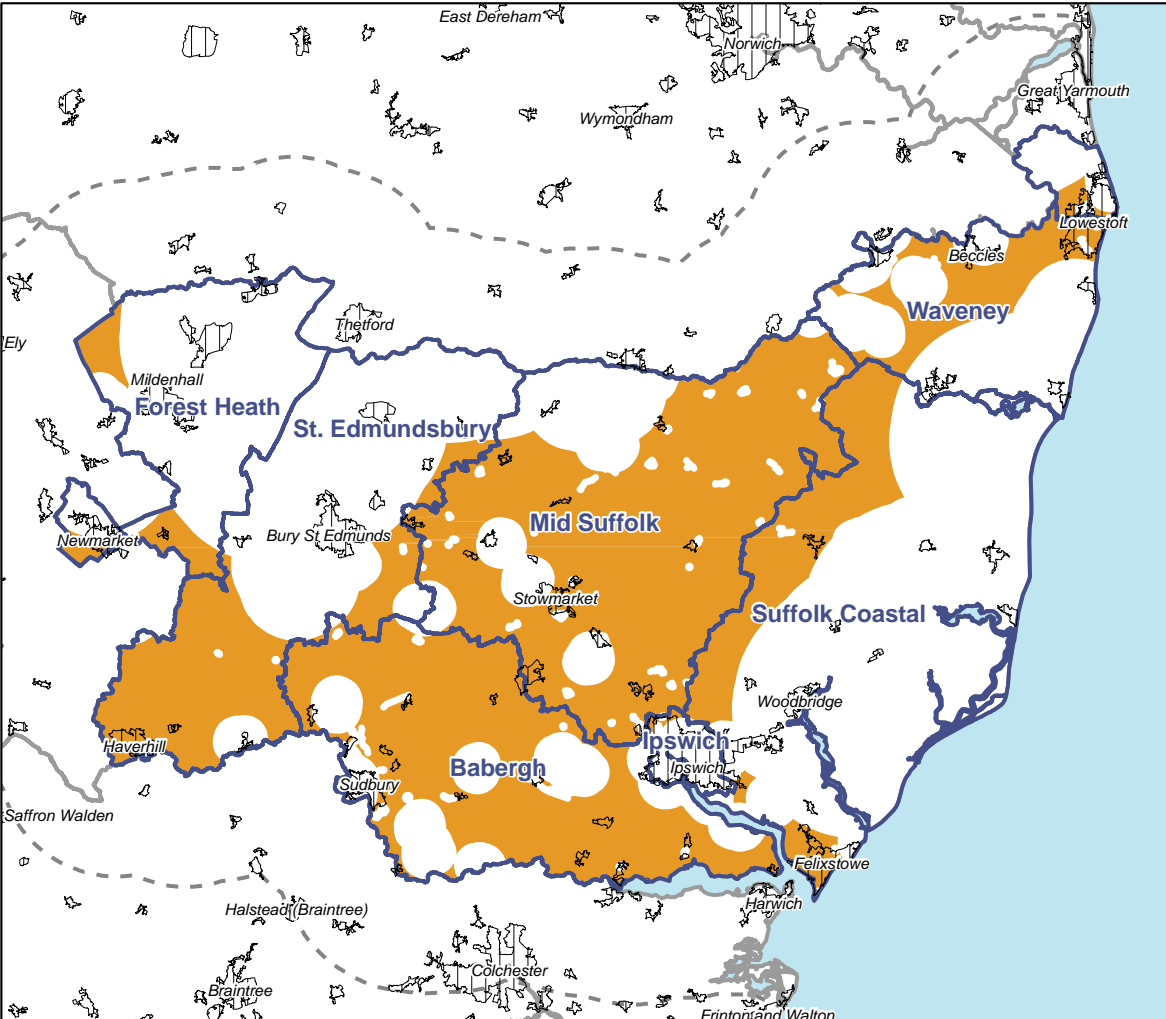 East Dereham
Norwich
Great Yarmouth
Wymondham
Lowestoft
Beccles
Waveney
Thetford
Ely
Mildenhall
Forest Heath
St. Edmundsbury
Mid Suffolk
Bury St Edmunds
Newmarket
Stowmarket
Suffolk Coastal
Woodbridge
Haverhill
Ipswich
Babergh
Ipswich
Sudbury
Saffron Walden
Felixstowe
Harwich
Halstead (Braintree)
Colchester
Braintree
Frinton and Walton